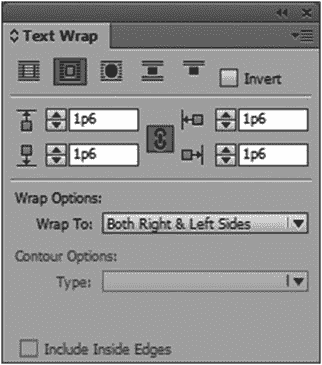 Text Wrap
Invert
1p6 1p6
1p6 1p6
Wrap Options:
Wrap To: Both Right & Left Sides
Contour Options:
Type:
Include Inside Edges